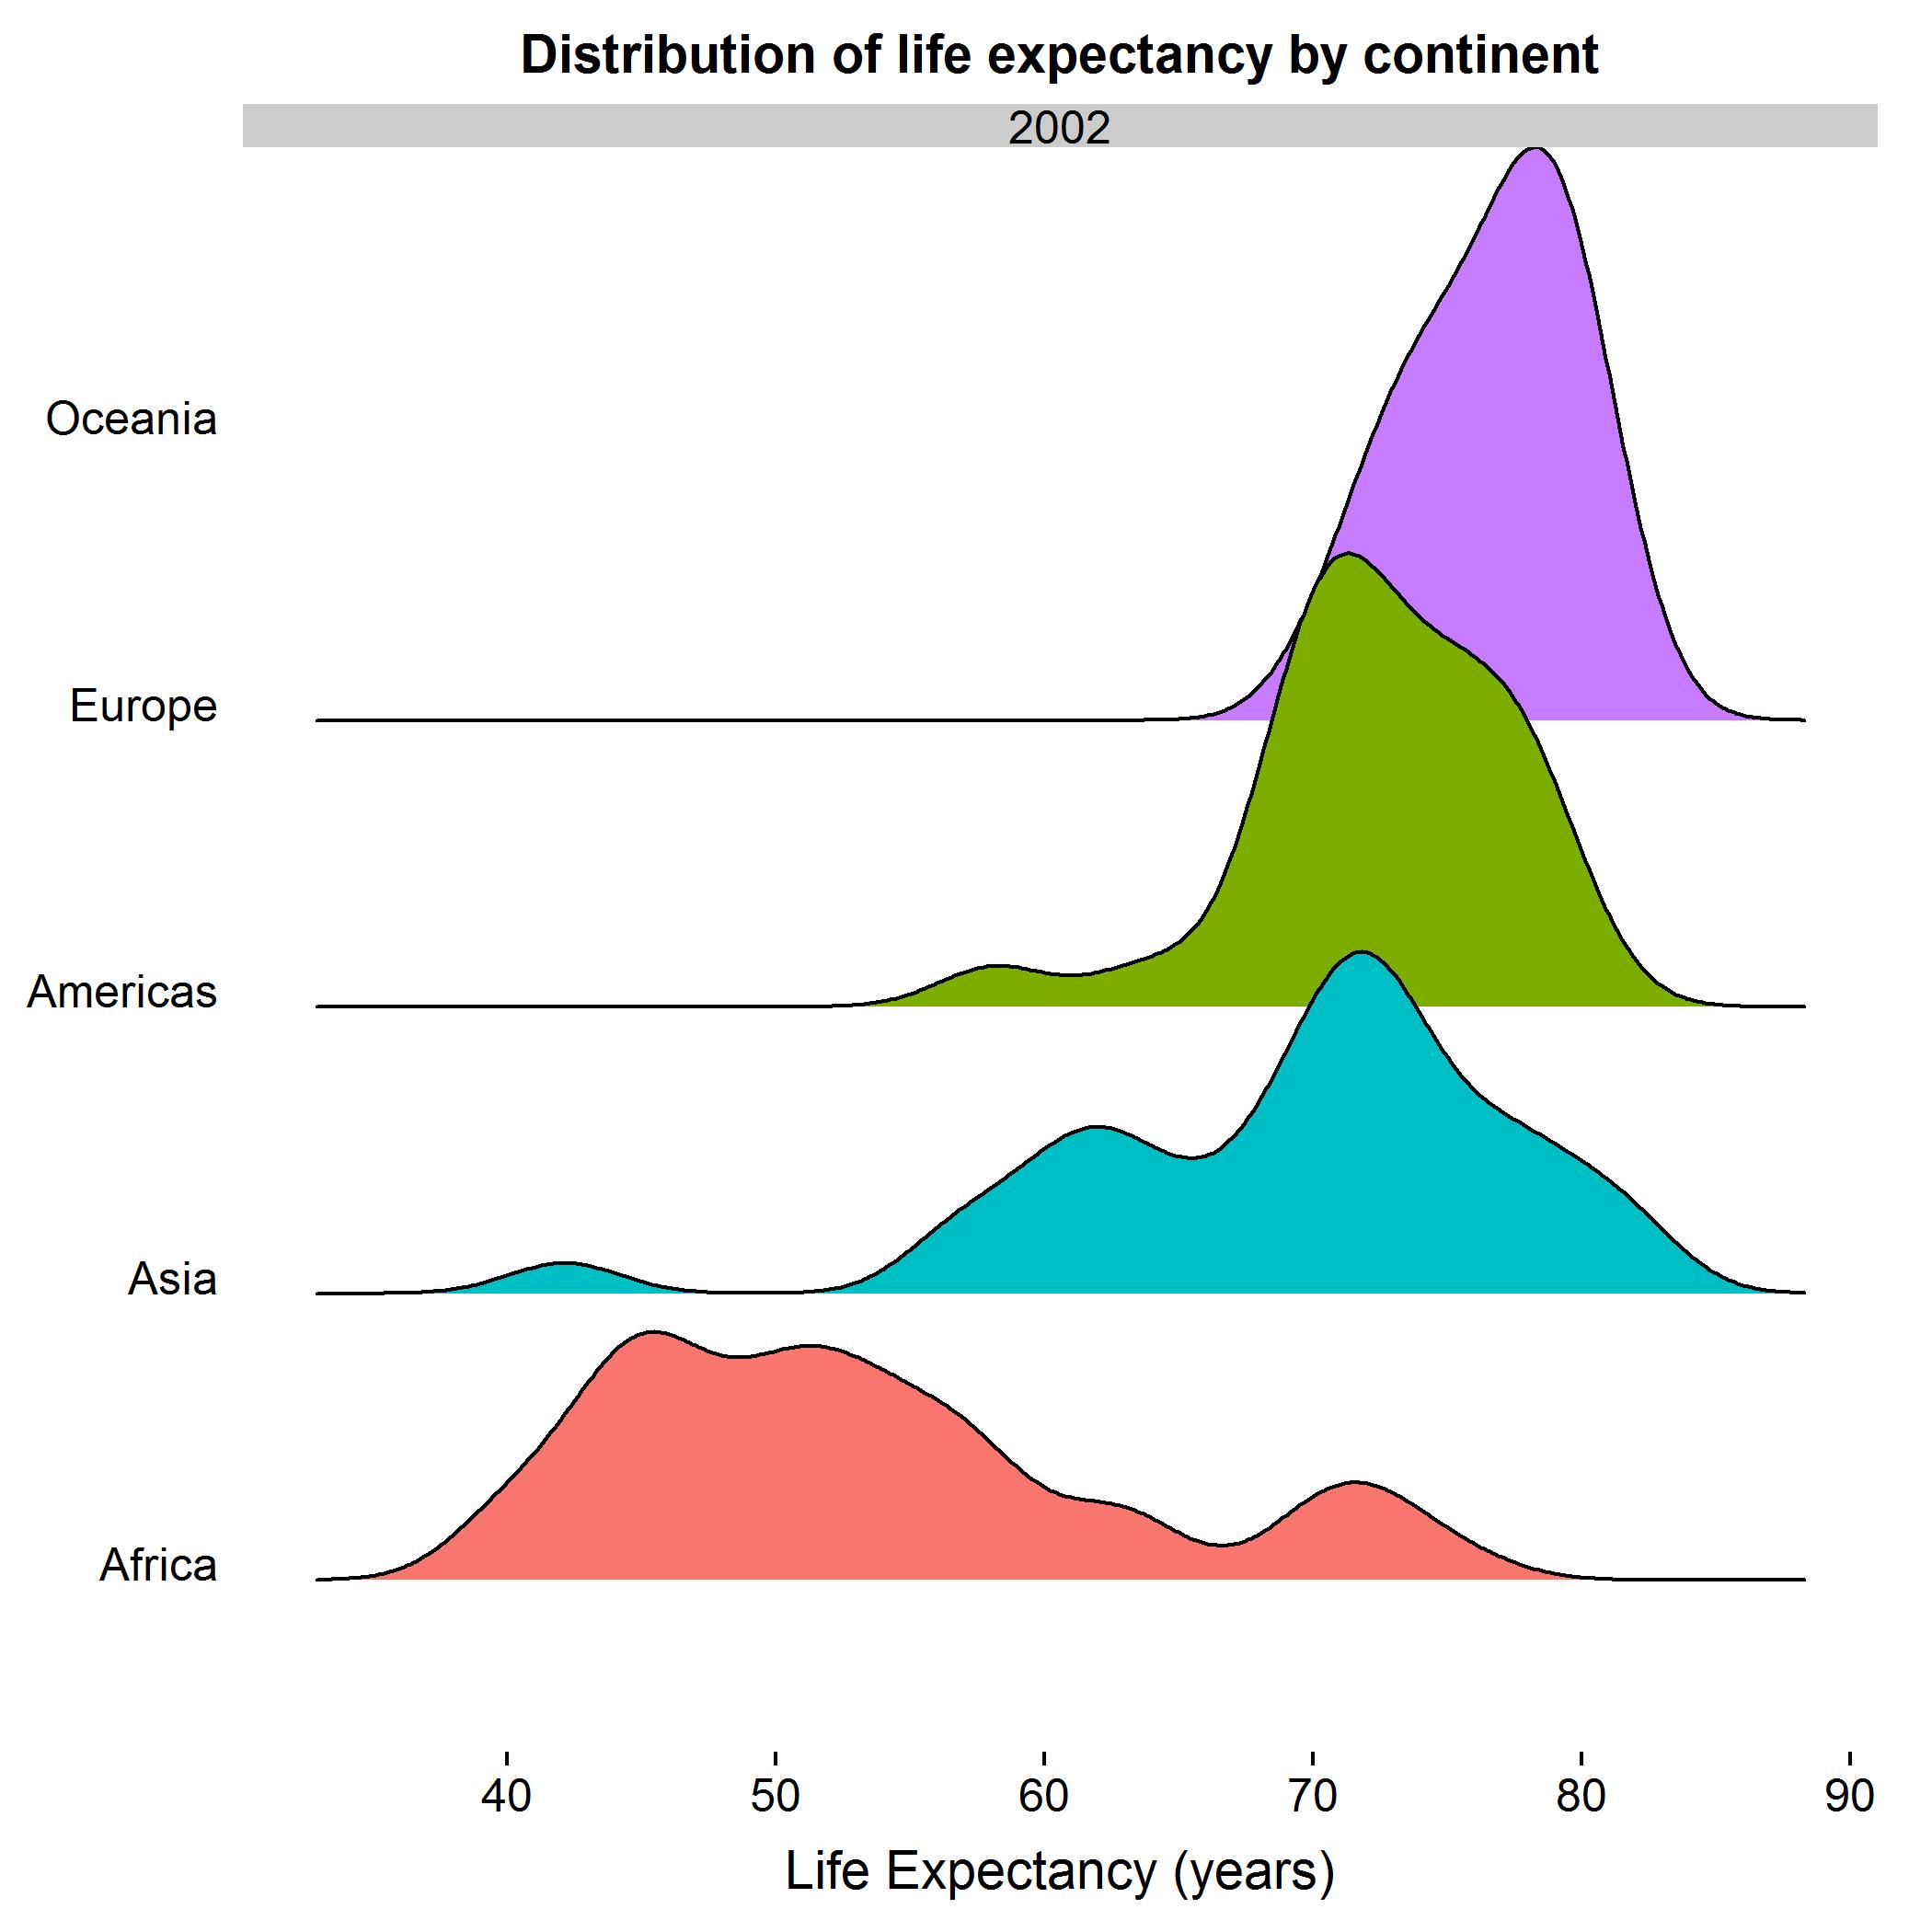 Distribution of life expectancy by continent
2002
Oceania
Europe
Americas
Asia
Africa
40 50 60 70 80 90
Life Expectancy (years)